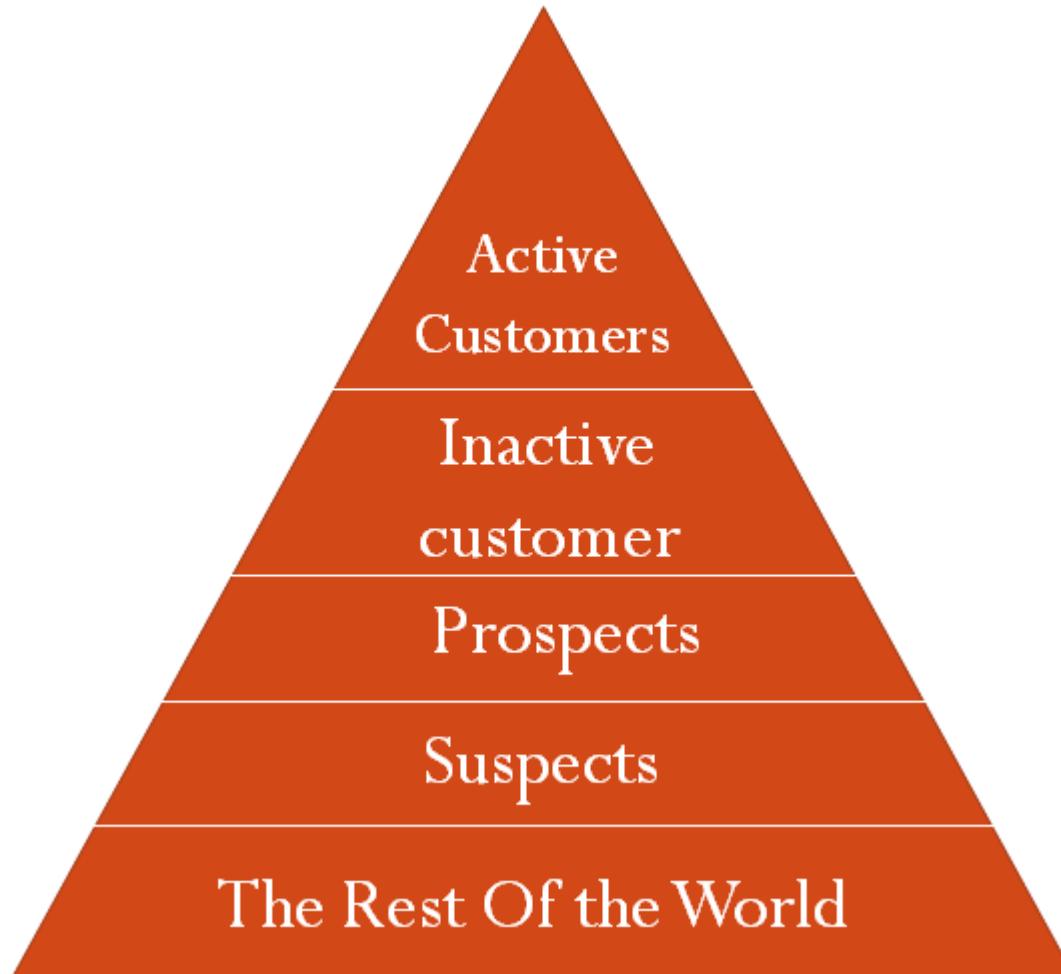 Active
Customers
Inactive
customer
Prospects
Suspects
The Rest Of the World